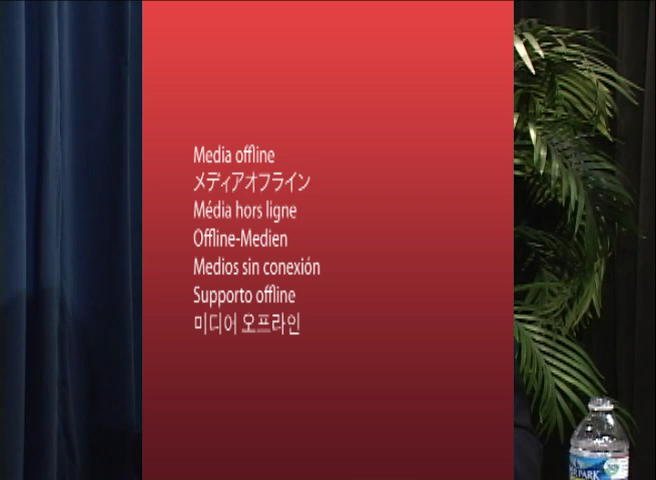 Media offline
メディアオフライン
Média hors ligne
Offline-Medien
Medios sin conexión
Supporto offline
미디어 오프라인
PARK